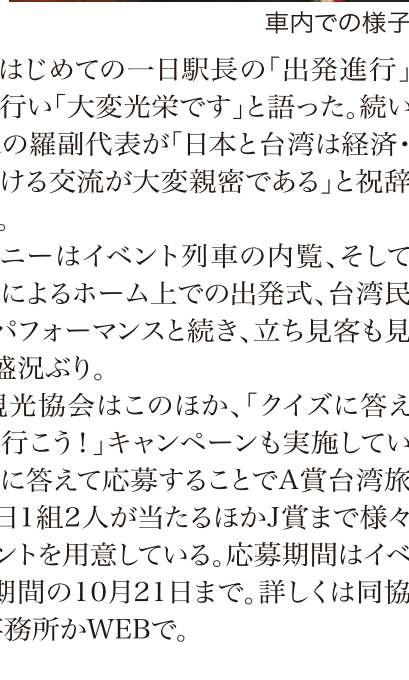 車内での様子
はじめての一日駅長の「出発進行」
行い「大変光栄です」と語った。続い
の羅副代表が「日本と台湾は経済・
ける交流が大変親密である」と祝辞
。
ニーはイベント列車の内覧、そして
によるホーム上での出発式、台湾民
パフォーマンスと続き、立ち見客も見
盛況ぶり。
観光協会はこのほか、「クイズに答え
行こう！」キャンペーンも実施してい
に答えて応募することでA賞台湾旅
日1組2人が当たるほかJ賞まで様々
ントを用意している。応募期間はイベ
期間の10月21日まで。詳しくは同協
務所かWEBで。